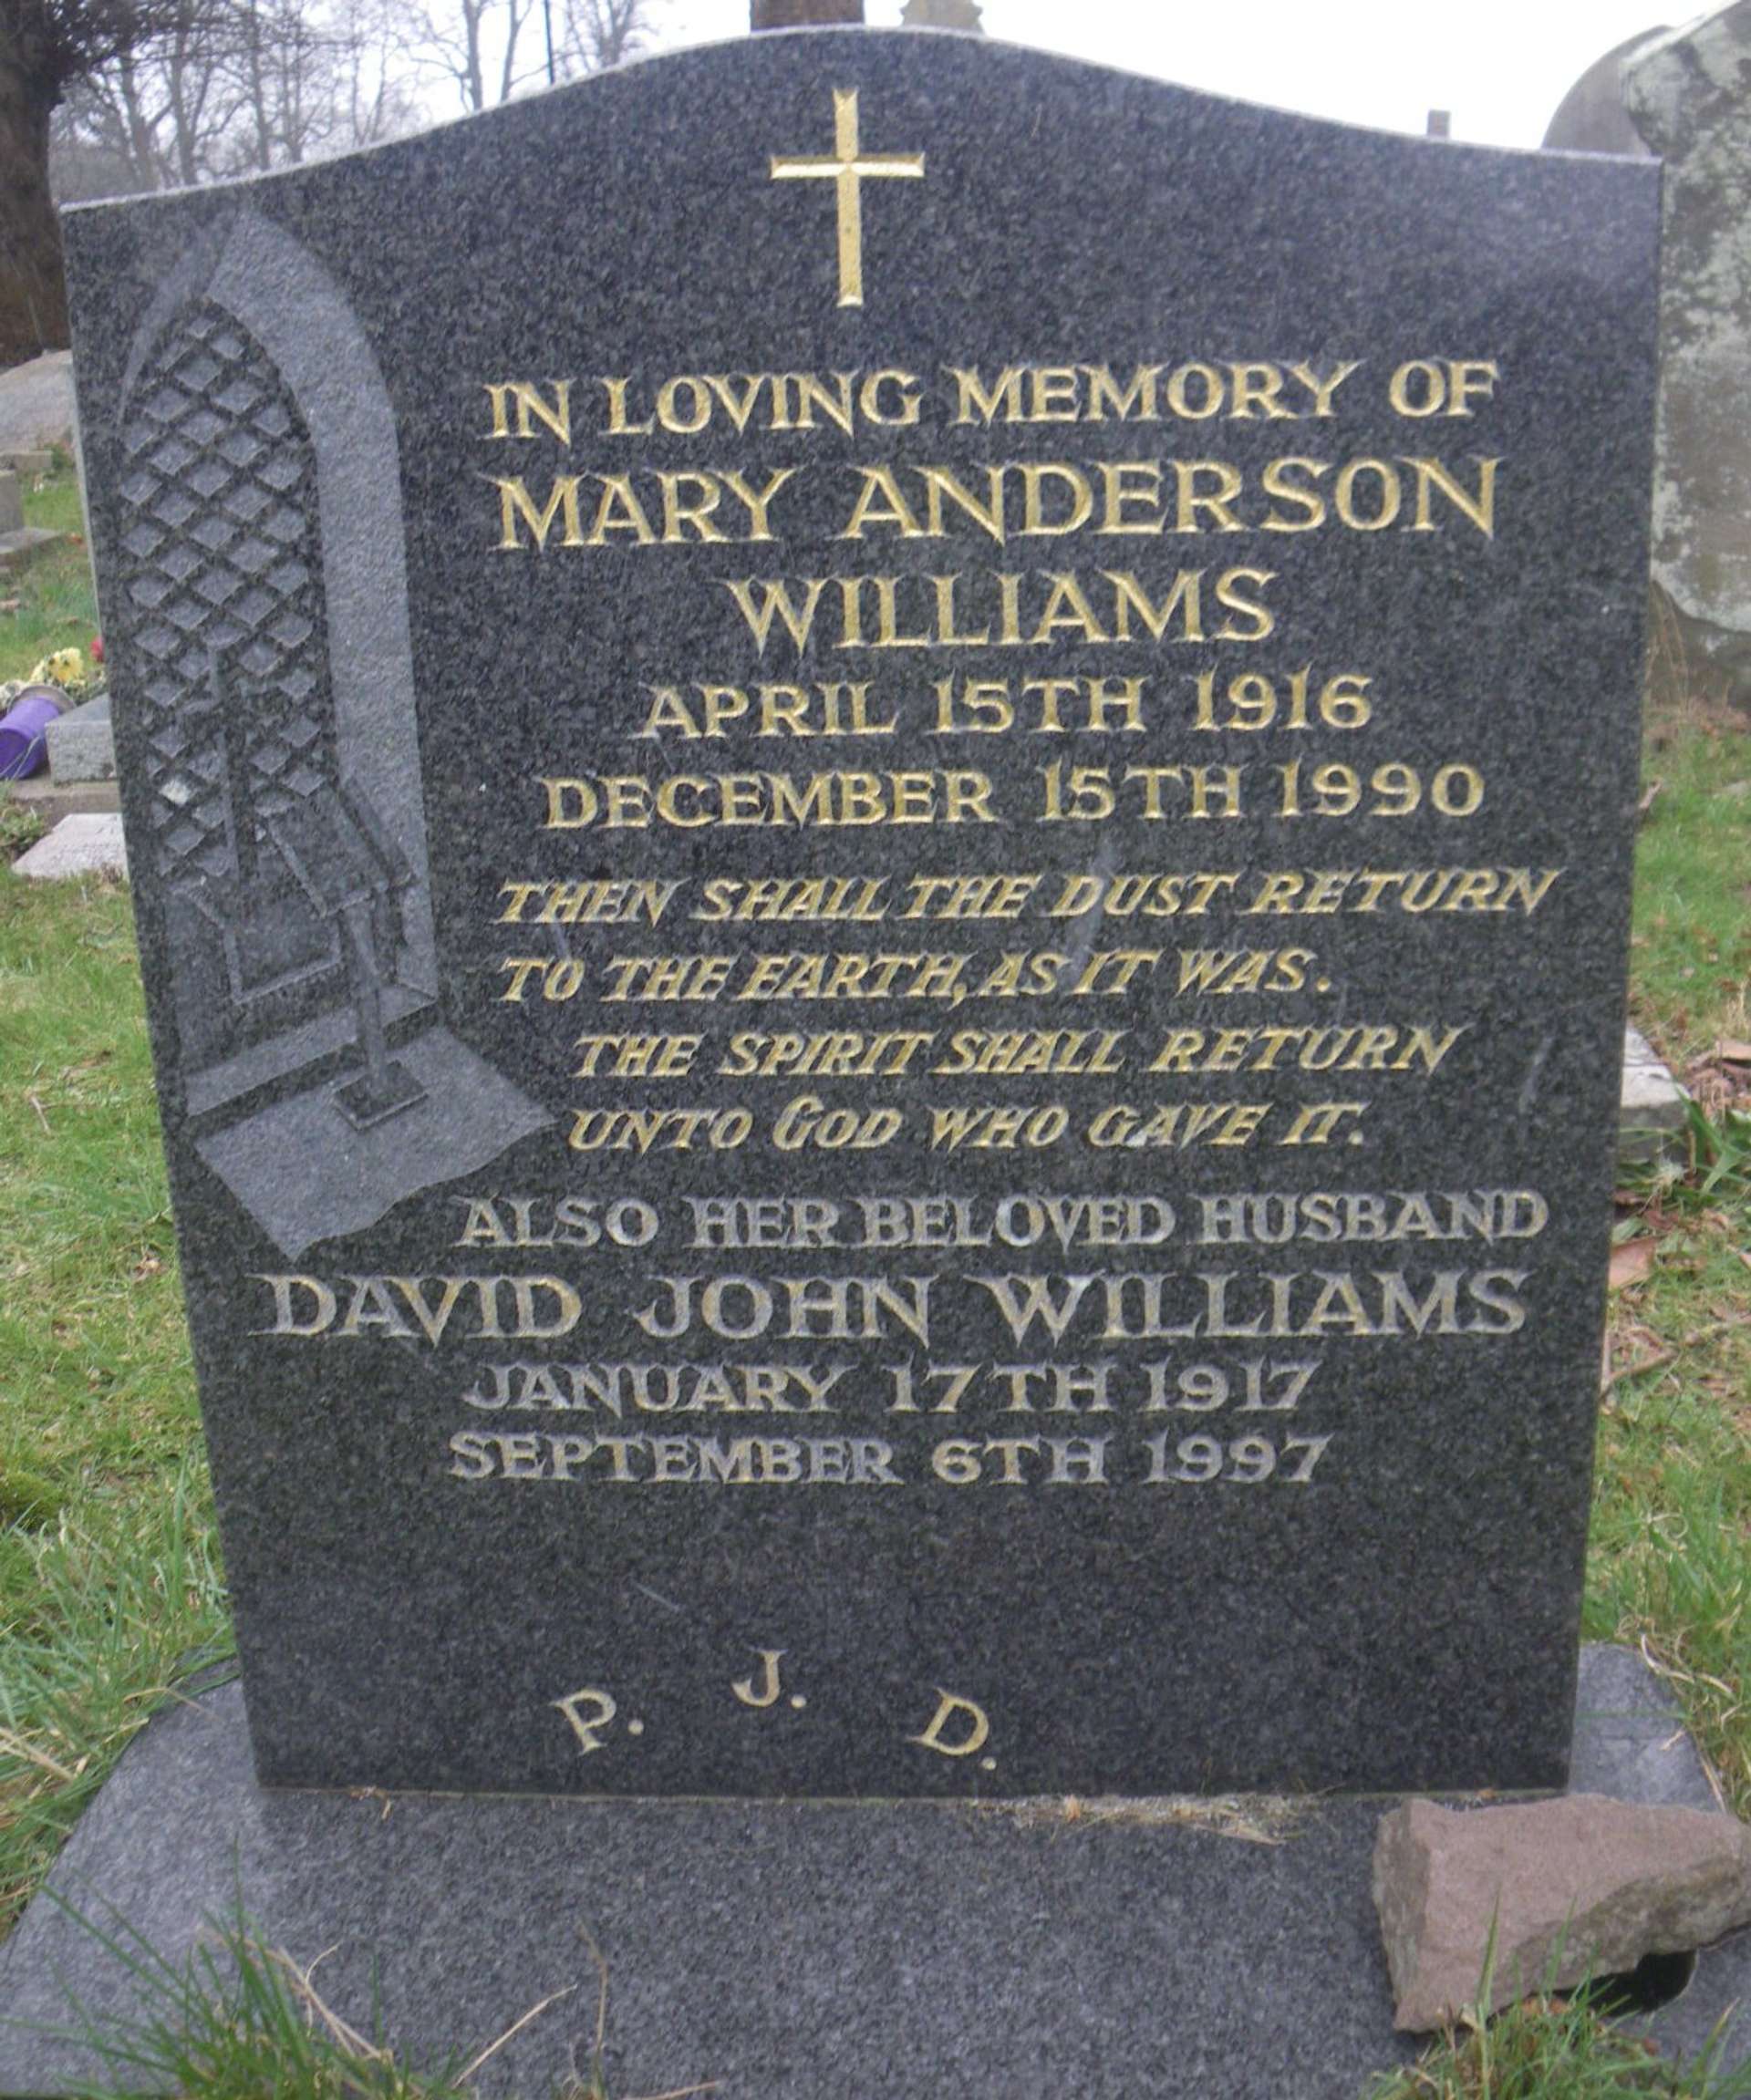 IN LOVING MEMORY OF
MARY ANDERSON
WILLIAMS
APRIL 15TH 1916
DECEMBER 15TH 1990
THEN SHALL THE DUST RETURN
TO THE EARTH, AS IT WAS.
THE SPIRIT SHALL RETURN
UNTO GOD WHO GAVE IT.
ALSO HER BELOVED HUSBAND
DAVID JOHN WILLIAMS
JANUARY 17TH 1917
SEPTEMBER 6TH 1997
P. J. D.